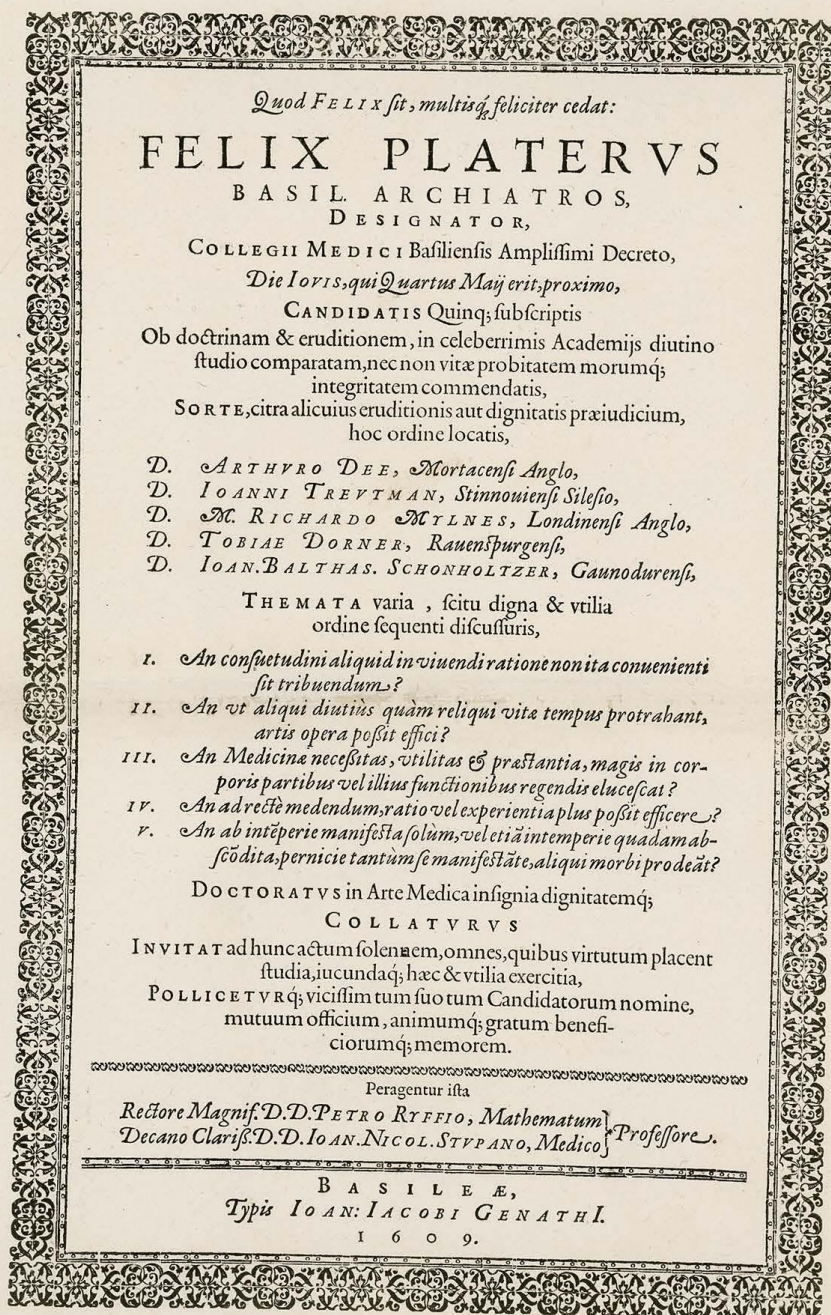 Quod FELIX ſit, multisq́; feliciter cedat:
FELIX PLATERVS
BASIL. ARCHIATROS,
DESIGNATOR,
COLLEGII MEDICI Baſilienſis Ampliſſimi Decreto,
Die IOVIS, qui Quartus Maij erit, proximo,
CANDIDATIS Quinq; ſubſcriptis
Ob doctrinam & eruditionem, in celeberrimis Academijs diutino
ſtudio comparatam, nec non vitæ probitatem morumq́;
integritatem commendatis,
SORTE, citra alicuius eruditionis aut dignitatis præiudicium,
hoc ordine locatis,
D. ARTHVRO DEE, Mortacenſi Anglo,
D. IOANNI TREVTMAN, Stinnouienſi Sileſio,
D. M. RICHARDO MYLNES, Londinenſi Anglo,
D. TOBIAE DORNER, Rauenſpurgenſi,
D. IOAN. BALTHAS. SCHONHOLTZER, Gaunodurenſi,
THEMATA varia, ſcitu digna & vtilia
ordine ſequenti diſcuſſuris,
I. An conſuetudini aliquid in viuendi ratione non ita conuenienti
ſit tribuendum?
II. An vt aliqui diutiùs quàm reliqui vitæ tempus protrahant,
artis opera poßit effici?
III. An Medicinæ neceßitas, vtilitas & præſtantia, magis in cor-
poris partibus vel illius functionibus regendis eluceſcat?
IV. An ad rectè medendum, ratio vel experientia plus poßit efficere?
V. An ab intẽperie manifeſta ſolùm, vel etiã intemperie quadam ab-
ſcõdita, pernicie tantùm ſe manifeſtãte, aliqui morbi prodeãt?
DOCTORATVS in Arte Medica inſignia dignitatemq́;
COLLATVRVS
INVITAT ad hunc actum ſolennem, omnes, quibus virtutum placent
ſtudia, iucundaq́; hæc & vtilia exercitia,
POLLICETVRq́; viciſſim tum ſuo tum Candidatorum nomine,
mutuum officium, animumq́; gratum benefi-
ciorumq́; memorem.
Peragentur iſta
Rectore Magnif. D. D. PETRO RYFFIO, Mathematum
Decano Clariß. D. D. IOAN. NICOL. STVPANO, Medico } Profeſſore.
BASILEÆ,
Typis IOAN: IACOBI GENATHI.
1609.